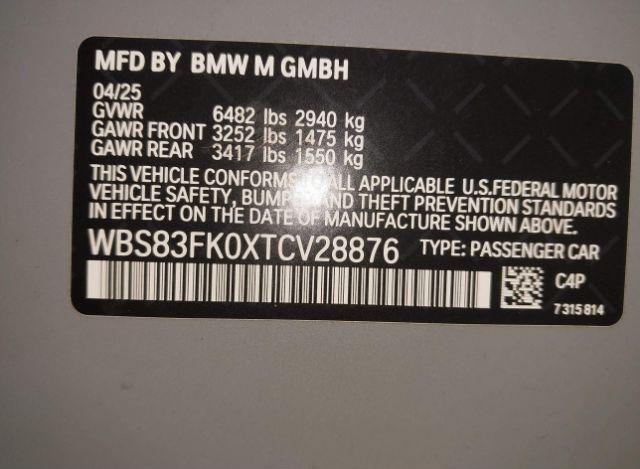 MFD BY BMW M GMBH
04/25
GVWR 6482 lbs 2940 kg
GAWR FRONT 3252 lbs 1475 kg
GAWR REAR 3417 lbs 1550 kg
THIS VEHICLE CONFORMS TO ALL APPLICABLE U.S.FEDERAL MOTOR
VEHICLE SAFETY, BUMPER AND THEFT PREVENTION STANDARDS
IN EFFECT ON THE DATE OF MANUFACTURE SHOWN ABOVE.
WBS83FK0XTCV28876 TYPE: PASSENGER CAR
C4P
7315814